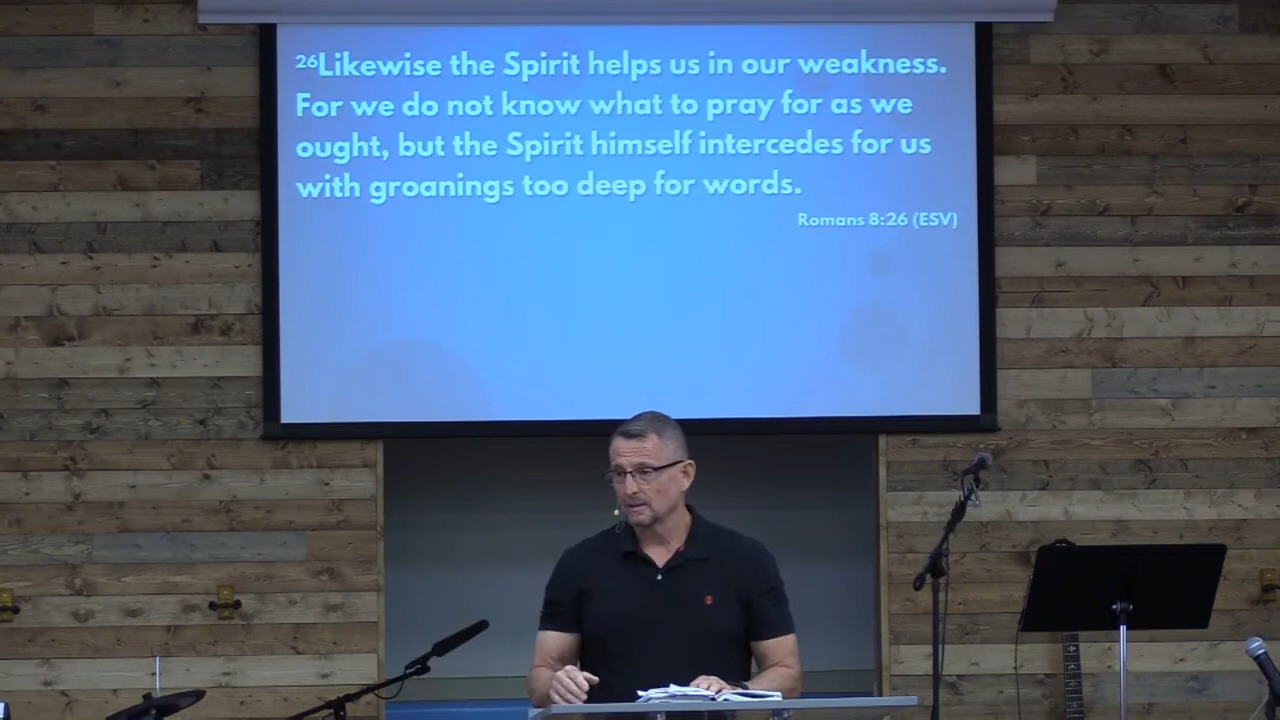 26Likewise the Spirit helps us in our weakness.
For we do not know what to pray for as we
ought, but the Spirit himself intercedes for us
with groanings too deep for words.
Romans 8:26 (ESV)